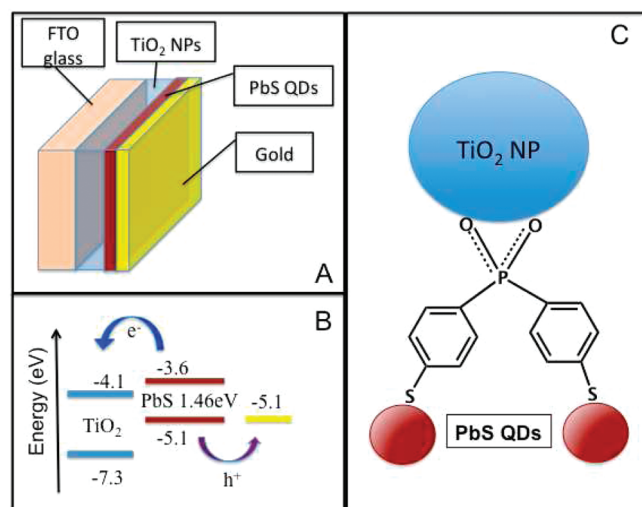 FTO
glass
TiO₂ NPs
PbS QDs
Gold
A
B
Energy (eV)
e⁻
-4.1
-3.6
TiO₂
PbS 1.46eV
-5.1
-5.1
-7.3
h⁺
C
TiO₂ NP
O O
P
S S
PbS QDs